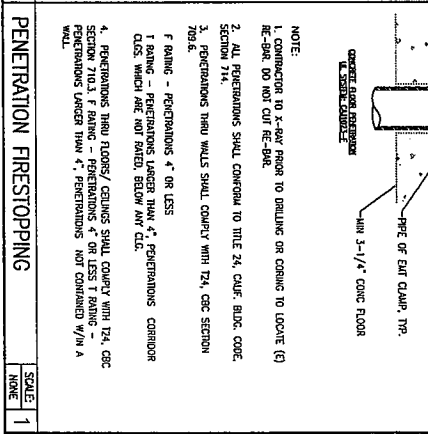 PIPE OF EMT CLAMP, TYP.
MIN 3-1/4" CONC FLOOR
CONCRETE FLOOR PENETRATION
UL SYSTEM:
NOTE:
1. CONTRACTOR TO X-RAY PRIOR TO DRILLING OR CORING TO LOCATE (E)
RE-BAR. DO NOT CUT RE-BAR.
2. ALL PENETRATIONS SHALL CONFORM TO TITLE 24, CALIF. BLDG. CODE,
SECTION 714.
3. PENETRATIONS THRU WALLS SHALL COMPLY WITH T24, CBC SECTION
709.6.
F RATING - PENETRATIONS 4" OR LESS
T RATING - PENETRATIONS LARGER THAN 4", PENETRATIONS CORRIDOR
CLGS. WHICH ARE NOT RATED, BELOW ANY CLG.
4. PENETRATIONS THRU FLOORS/ CEILINGS SHALL COMPLY WITH T24, CBC
SECTION 710.3. F RATING - PENETRATIONS 4" OR LESS T RATING -
PENETRATIONS LARGER THAN 4", PENETRATIONS NOT CONTAINED W/IN A
WALL.
PENETRATION FIRESTOPPING
SCALE:
NONE
1